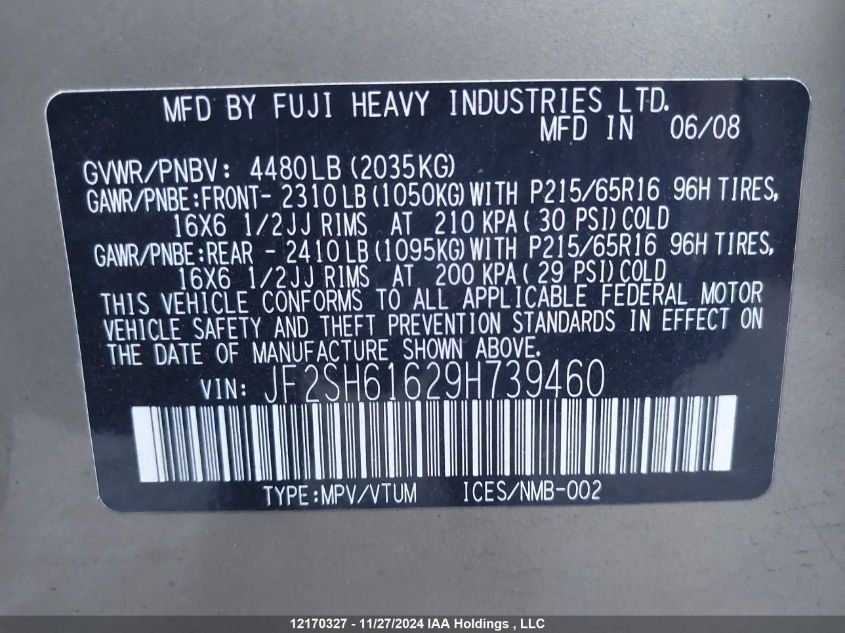 MFD BY FUJI HEAVY INDUSTRIES LTD.
MFD IN 06/08
GVWR/PNBV: 4480LB (2035KG)
GAWR/PNBE:FRONT- 2310 LB (1050KG) WITH P215/65R16 96H TIRES,
16X6 1/2JJ RIMS AT 210 KPA ( 30 PSI) COLD
GAWR/PNBE:REAR - 2410 LB (1095KG) WITH P215/65R16 96H TIRES,
16X6 1/2JJ RIMS AT 200 KPA ( 29 PSI) COLD
THIS VEHICLE CONFORMS TO ALL APPLICABLE FEDERAL MOTOR
VEHICLE SAFETY AND THEFT PREVENTION STANDARDS IN EFFECT ON
THE DATE OF MANUFACTURE SHOWN ABOVE.
VIN: JF2SH61629H739460
TYPE:MPV/VTUM ICES/NMB-002
12170327 - 11/27/2024 IAA Holdings , LLC